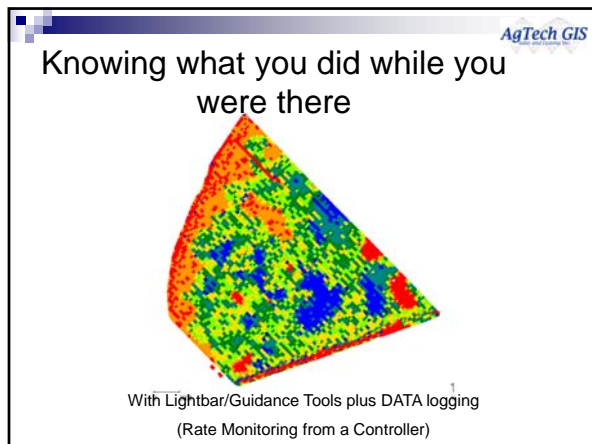 AgTech GIS
Knowing what you did while you
were there
1
With Lightbar/Guidance Tools plus DATA logging
(Rate Monitoring from a Controller)